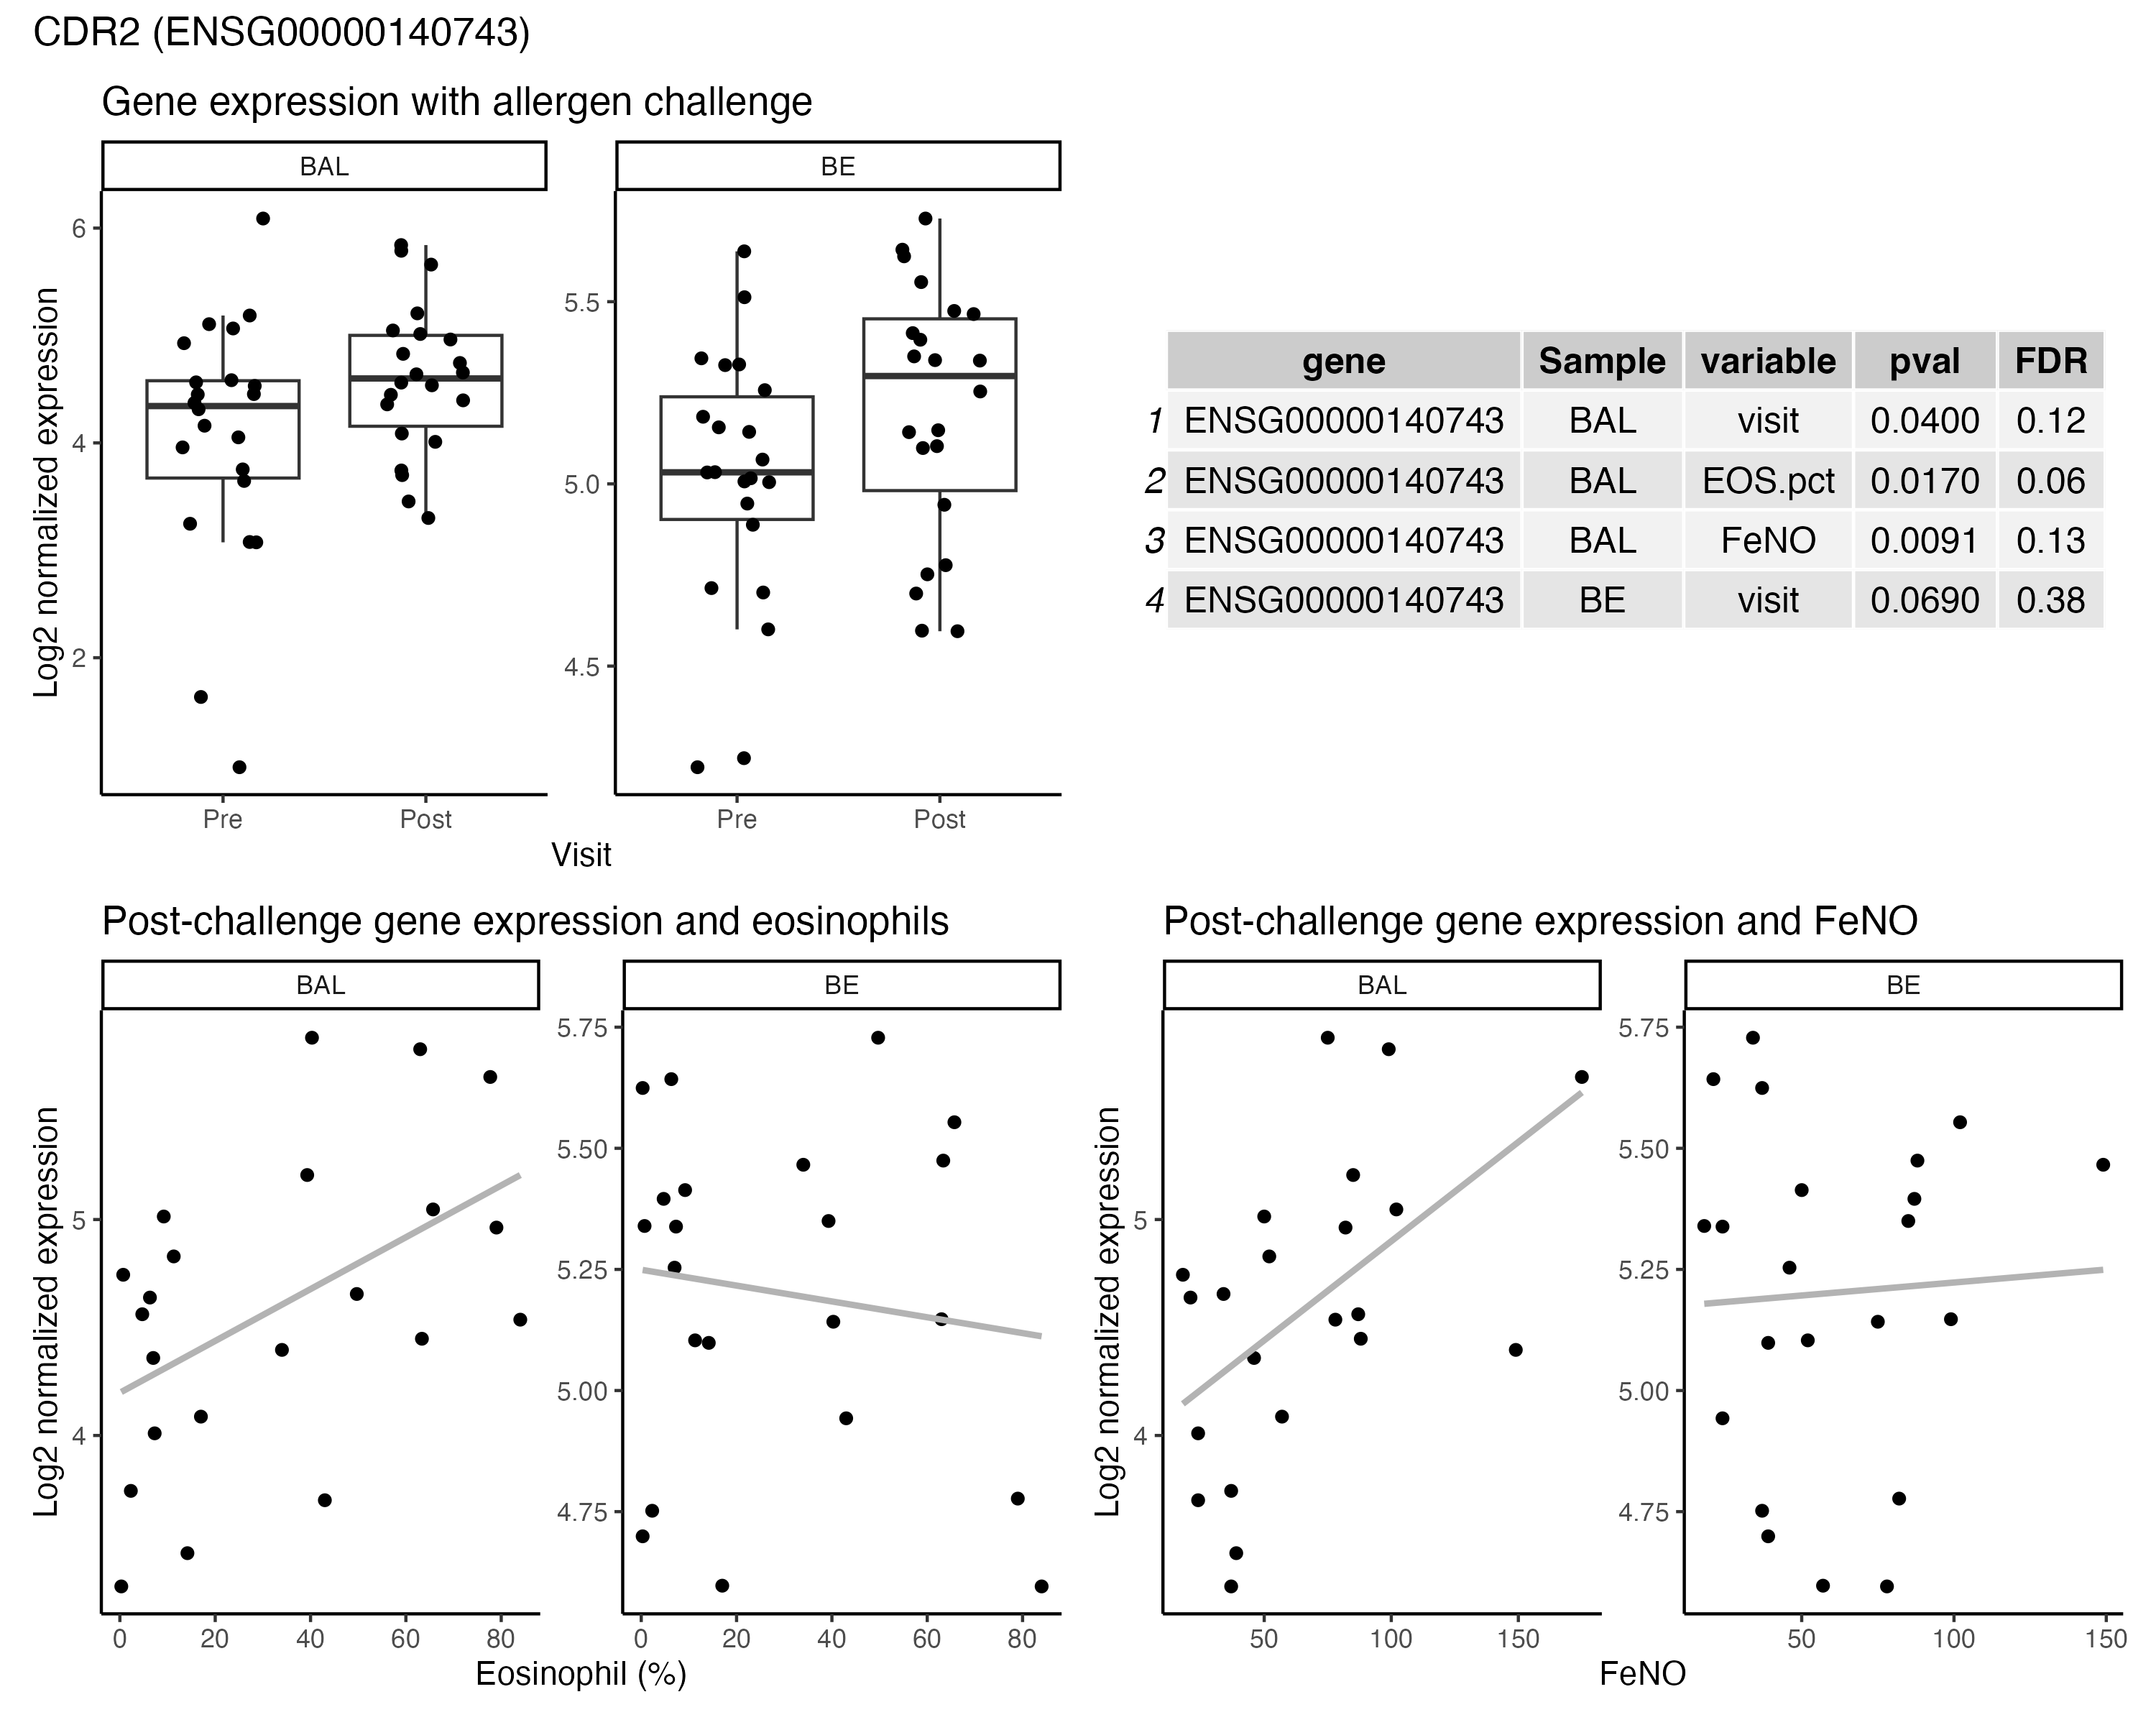 CDR2 (ENSG00000140743)
Gene expression with allergen challenge
BAL
BE
Log2 normalized expression
6
4
2
5.5
5.0
4.5
Pre
Post
Pre
Post
Visit
gene Sample variable pval FDR
1 ENSG00000140743 BAL visit 0.0400 0.12
2 ENSG00000140743 BAL EOS.pct 0.0170 0.06
3 ENSG00000140743 BAL FeNO 0.0091 0.13
4 ENSG00000140743 BE visit 0.0690 0.38
Post-challenge gene expression and eosinophils
BAL
BE
Log2 normalized expression
5
4
5.75
5.50
5.25
5.00
4.75
0 20 40 60 80
0 20 40 60 80
Eosinophil (%)
Post-challenge gene expression and FeNO
BAL
BE
Log2 normalized expression
5
4
5.75
5.50
5.25
5.00
4.75
50 100 150
50 100 150
FeNO